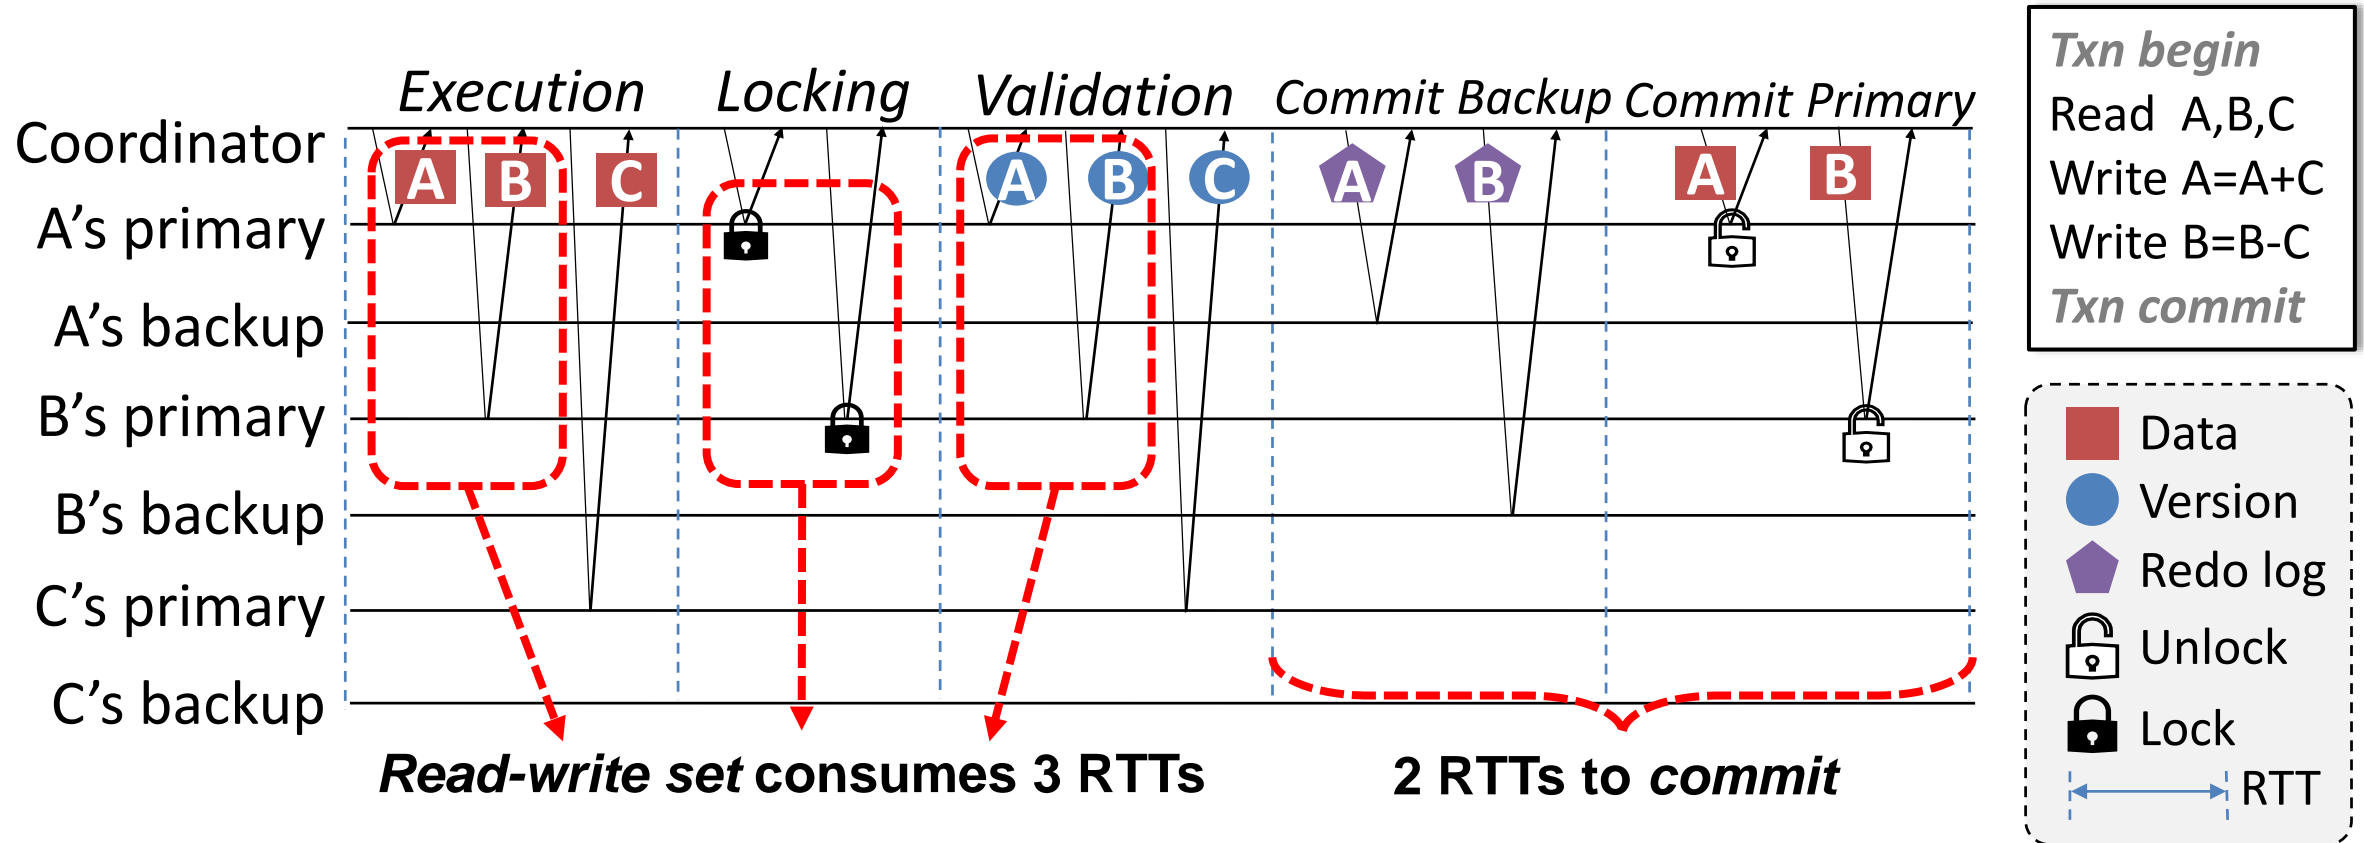 Execution
Locking
Validation
Commit Backup
Commit Primary
Coordinator
A's primary
A's backup
B's primary
B's backup
C's primary
C's backup
A
B
C
A
B
C
A
B
A
B
Read-write set consumes 3 RTTs
2 RTTs to commit
Txn begin
Read A,B,C
Write A=A+C
Write B=B-C
Txn commit
Data
Version
Redo log
Unlock
Lock
RTT